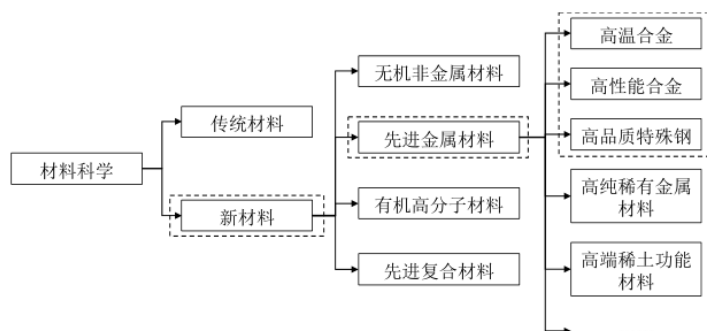 高温合金
无机非金属材料
高性能合金
传统材料
先进金属材料
高品质特殊钢
材料科学
新材料
有机高分子材料
高纯稀有金属
材料
先进复合材料
高端稀土功能
材料